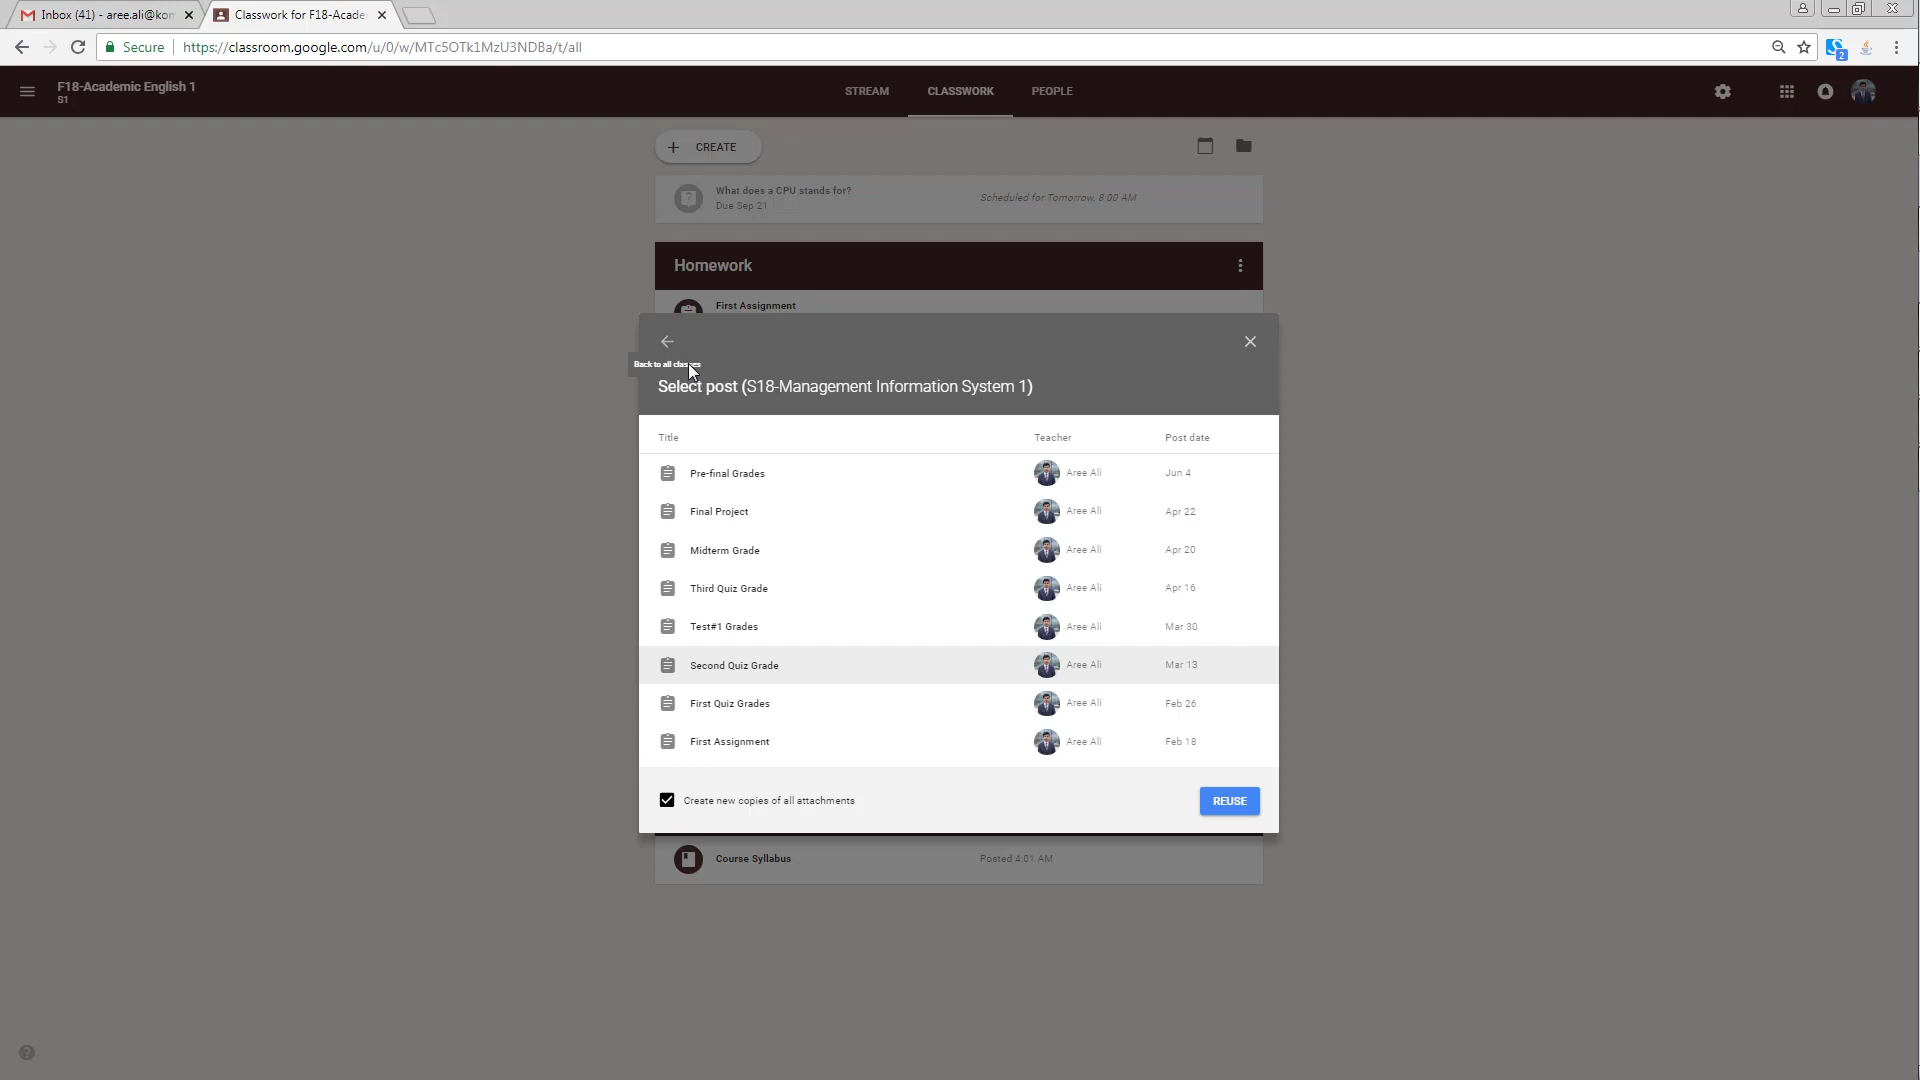 Inbox (41) - aree.ali@kom
Classwork for F18-Acade
Secure https://classroom.google.com/u/0/w/MTc5OTk1MzU3NDBa/t/all
2
F18-Academic English 1
S1
STREAM CLASSWORK PEOPLE
CREATE
What does a CPU stands for?
Due Sep 21
Scheduled for Tomorrow, 8:00 AM
Homework
First Assignment
Back to all classes
Select post (S18-Management Information System 1)
Title Teacher Post date
Pre-final Grades Aree Ali Jun 4
Final Project Aree Ali Apr 22
Midterm Grade Aree Ali Apr 20
Third Quiz Grade Aree Ali Apr 16
Test#1 Grades Aree Ali Mar 30
Second Quiz Grade Aree Ali Mar 13
First Quiz Grades Aree Ali Feb 26
First Assignment Aree Ali Feb 18
Create new copies of all attachments REUSE
Course Syllabus Posted 4:01 AM